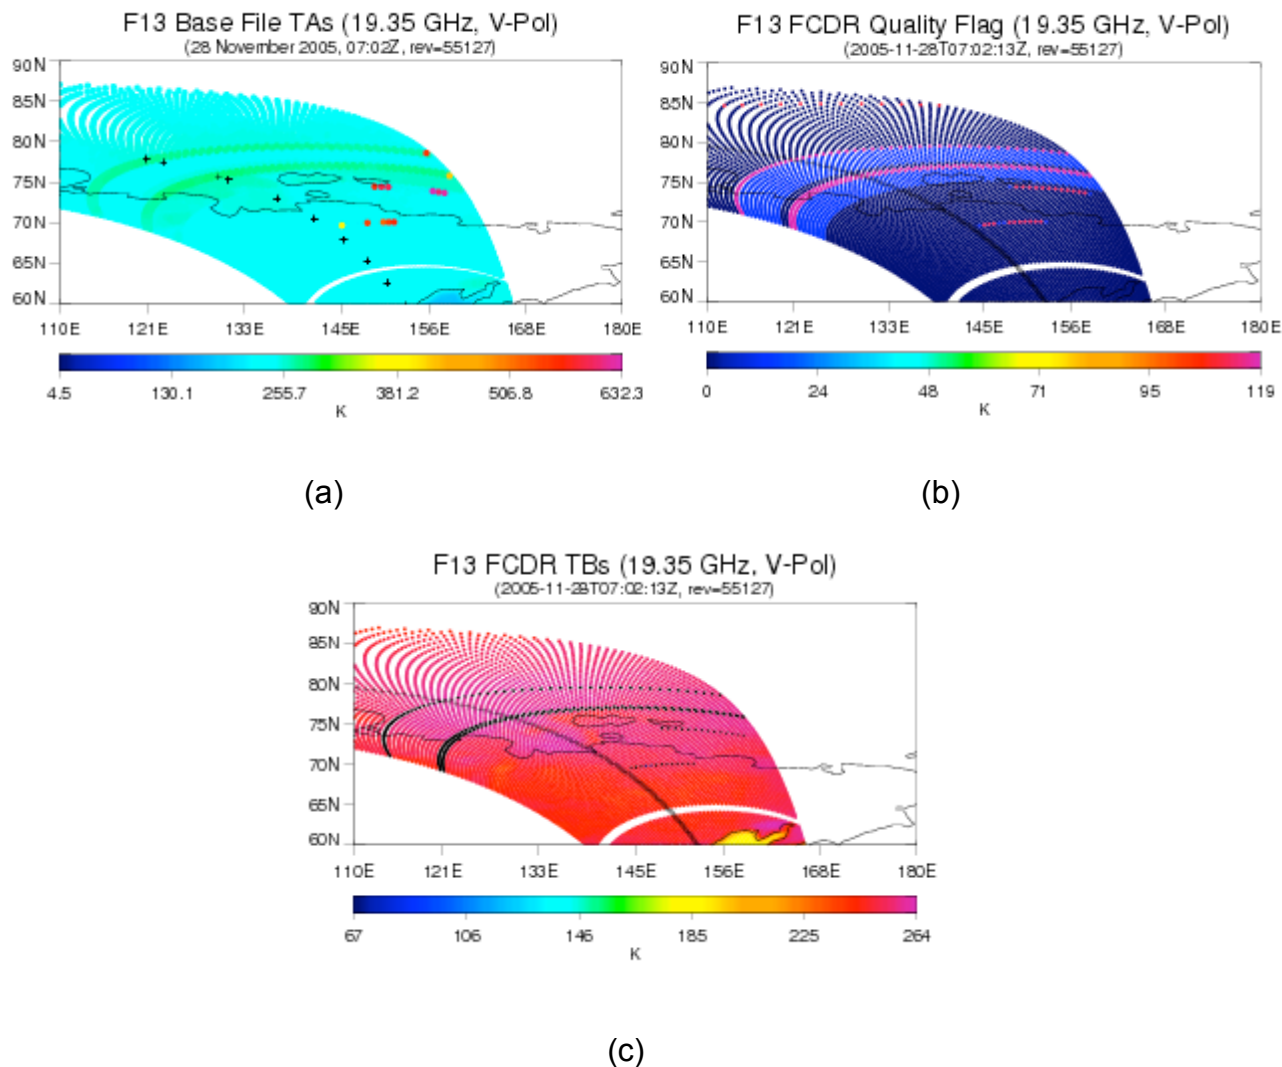 F13 Base File TAs (19.35 GHz, V-Pol)
(28 November 2005, 07:02Z, rev=55127)
90N
85N
80N
75N
70N
65N
60N
110E 121E 133E 145E 156E 168E 180E
4.5 130.1 255.7 381.2 506.8 632.3
K
(a)
F13 FCDR Quality Flag (19.35 GHz, V-Pol)
(2005-11-28T07:02:13Z, rev=55127)
90N
85N
80N
75N
70N
65N
60N
110E 121E 133E 145E 156E 168E 180E
0 24 48 71 95 119
(b)
F13 FCDR TBs (19.35 GHz, V-Pol)
(2005-11-28T07:02:13Z, rev=55127)
90N
85N
80N
75N
70N
65N
60N
110E 121E 133E 145E 156E 168E 180E
67 106 146 185 225 264
K
(c)